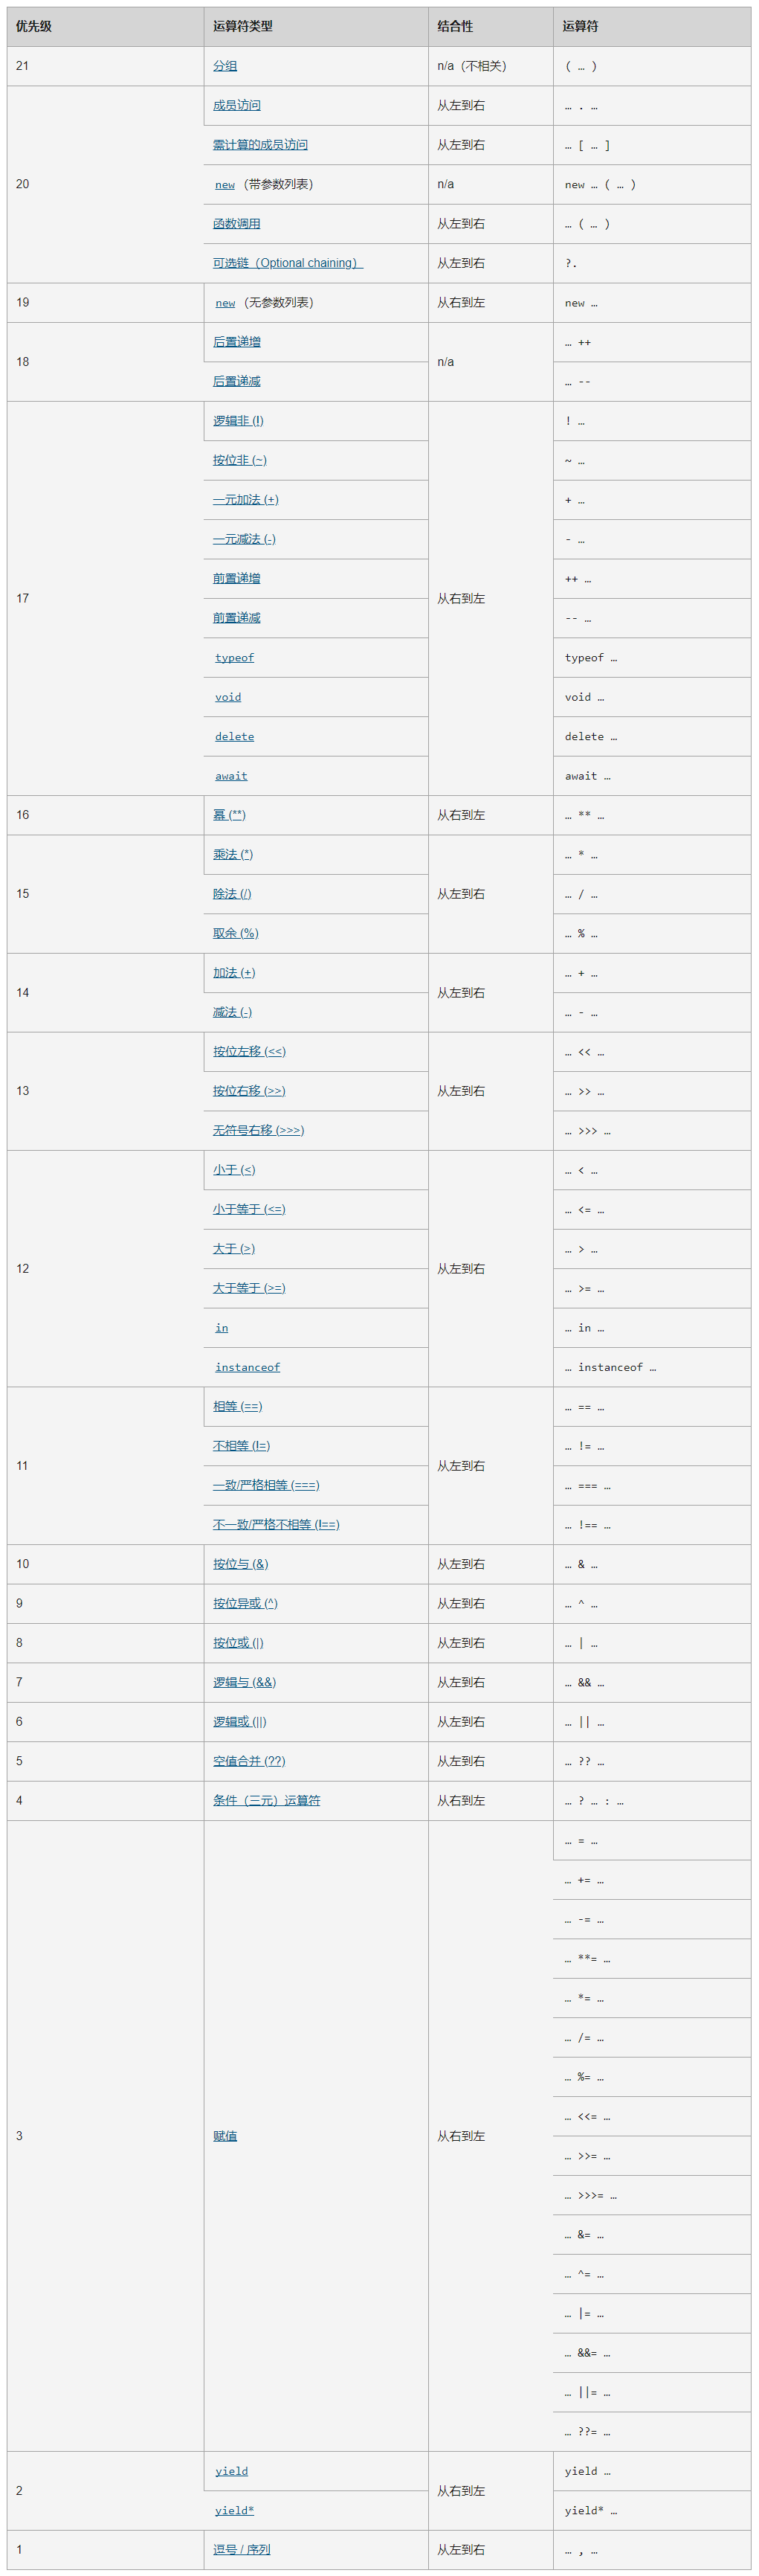 优先级 运算符类型 结合性 运算符
21 分组 n/a（不相关） ( … )
20 成员访问 从左到右 … . …
需计算的成员访问 从左到右 … [ … ]
new （带参数列表） n/a new … ( … )
函数调用 从左到右 … ( … )
可选链（Optional chaining） 从左到右 ?.
19 new （无参数列表） 从右到左 new …
18 后置递增 n/a … ++
后置递减 … --
17 逻辑非 (!) 从右到左 ! …
按位非 (~) ~ …
一元加法 (+) + …
一元减法 (-) - …
前置递增 ++ …
前置递减 -- …
typeof typeof …
void void …
delete delete …
await await …
16 幂 (**) 从右到左 … ** …
15 乘法 (*) 从左到右 … * …
除法 (/) … / …
取余 (%) … % …
14 加法 (+) 从左到右 … + …
减法 (-) … - …
13 按位左移 (<<) 从左到右 … << …
按位右移 (>>) … >> …
无符号右移 (>>>) … >>> …
12 小于 (<) 从左到右 … < …
小于等于 (<=) … <= …
大于 (>) … > …
大于等于 (>=) … >= …
in … in …
instanceof … instanceof …
11 相等 (==) 从左到右 … == …
不相等 (!=) … != …
一致/严格相等 (===) … === …
不一致/严格不相等 (!==) … !== …
10 按位与 (&) 从左到右 … & …
9 按位异或 (^) 从左到右 … ^ …
8 按位或 (|) 从左到右 … | …
7 逻辑与 (&&) 从左到右 … && …
6 逻辑或 (||) 从左到右 … || …
5 空值合并 (??) 从左到右 … ?? …
4 条件（三元）运算符 从右到左 … ? … : …
3 赋值 从右到左 … = …
… += …
… -= …
… **= …
… *= …
… /= …
… %= …
… <<= …
… >>= …
… >>>= …
… &= …
… ^= …
… |= …
… &&= …
… ||= …
… ??= …
2 yield 从右到左 yield …
yield* yield* …
1 逗号 / 序列 从左到右 … , …